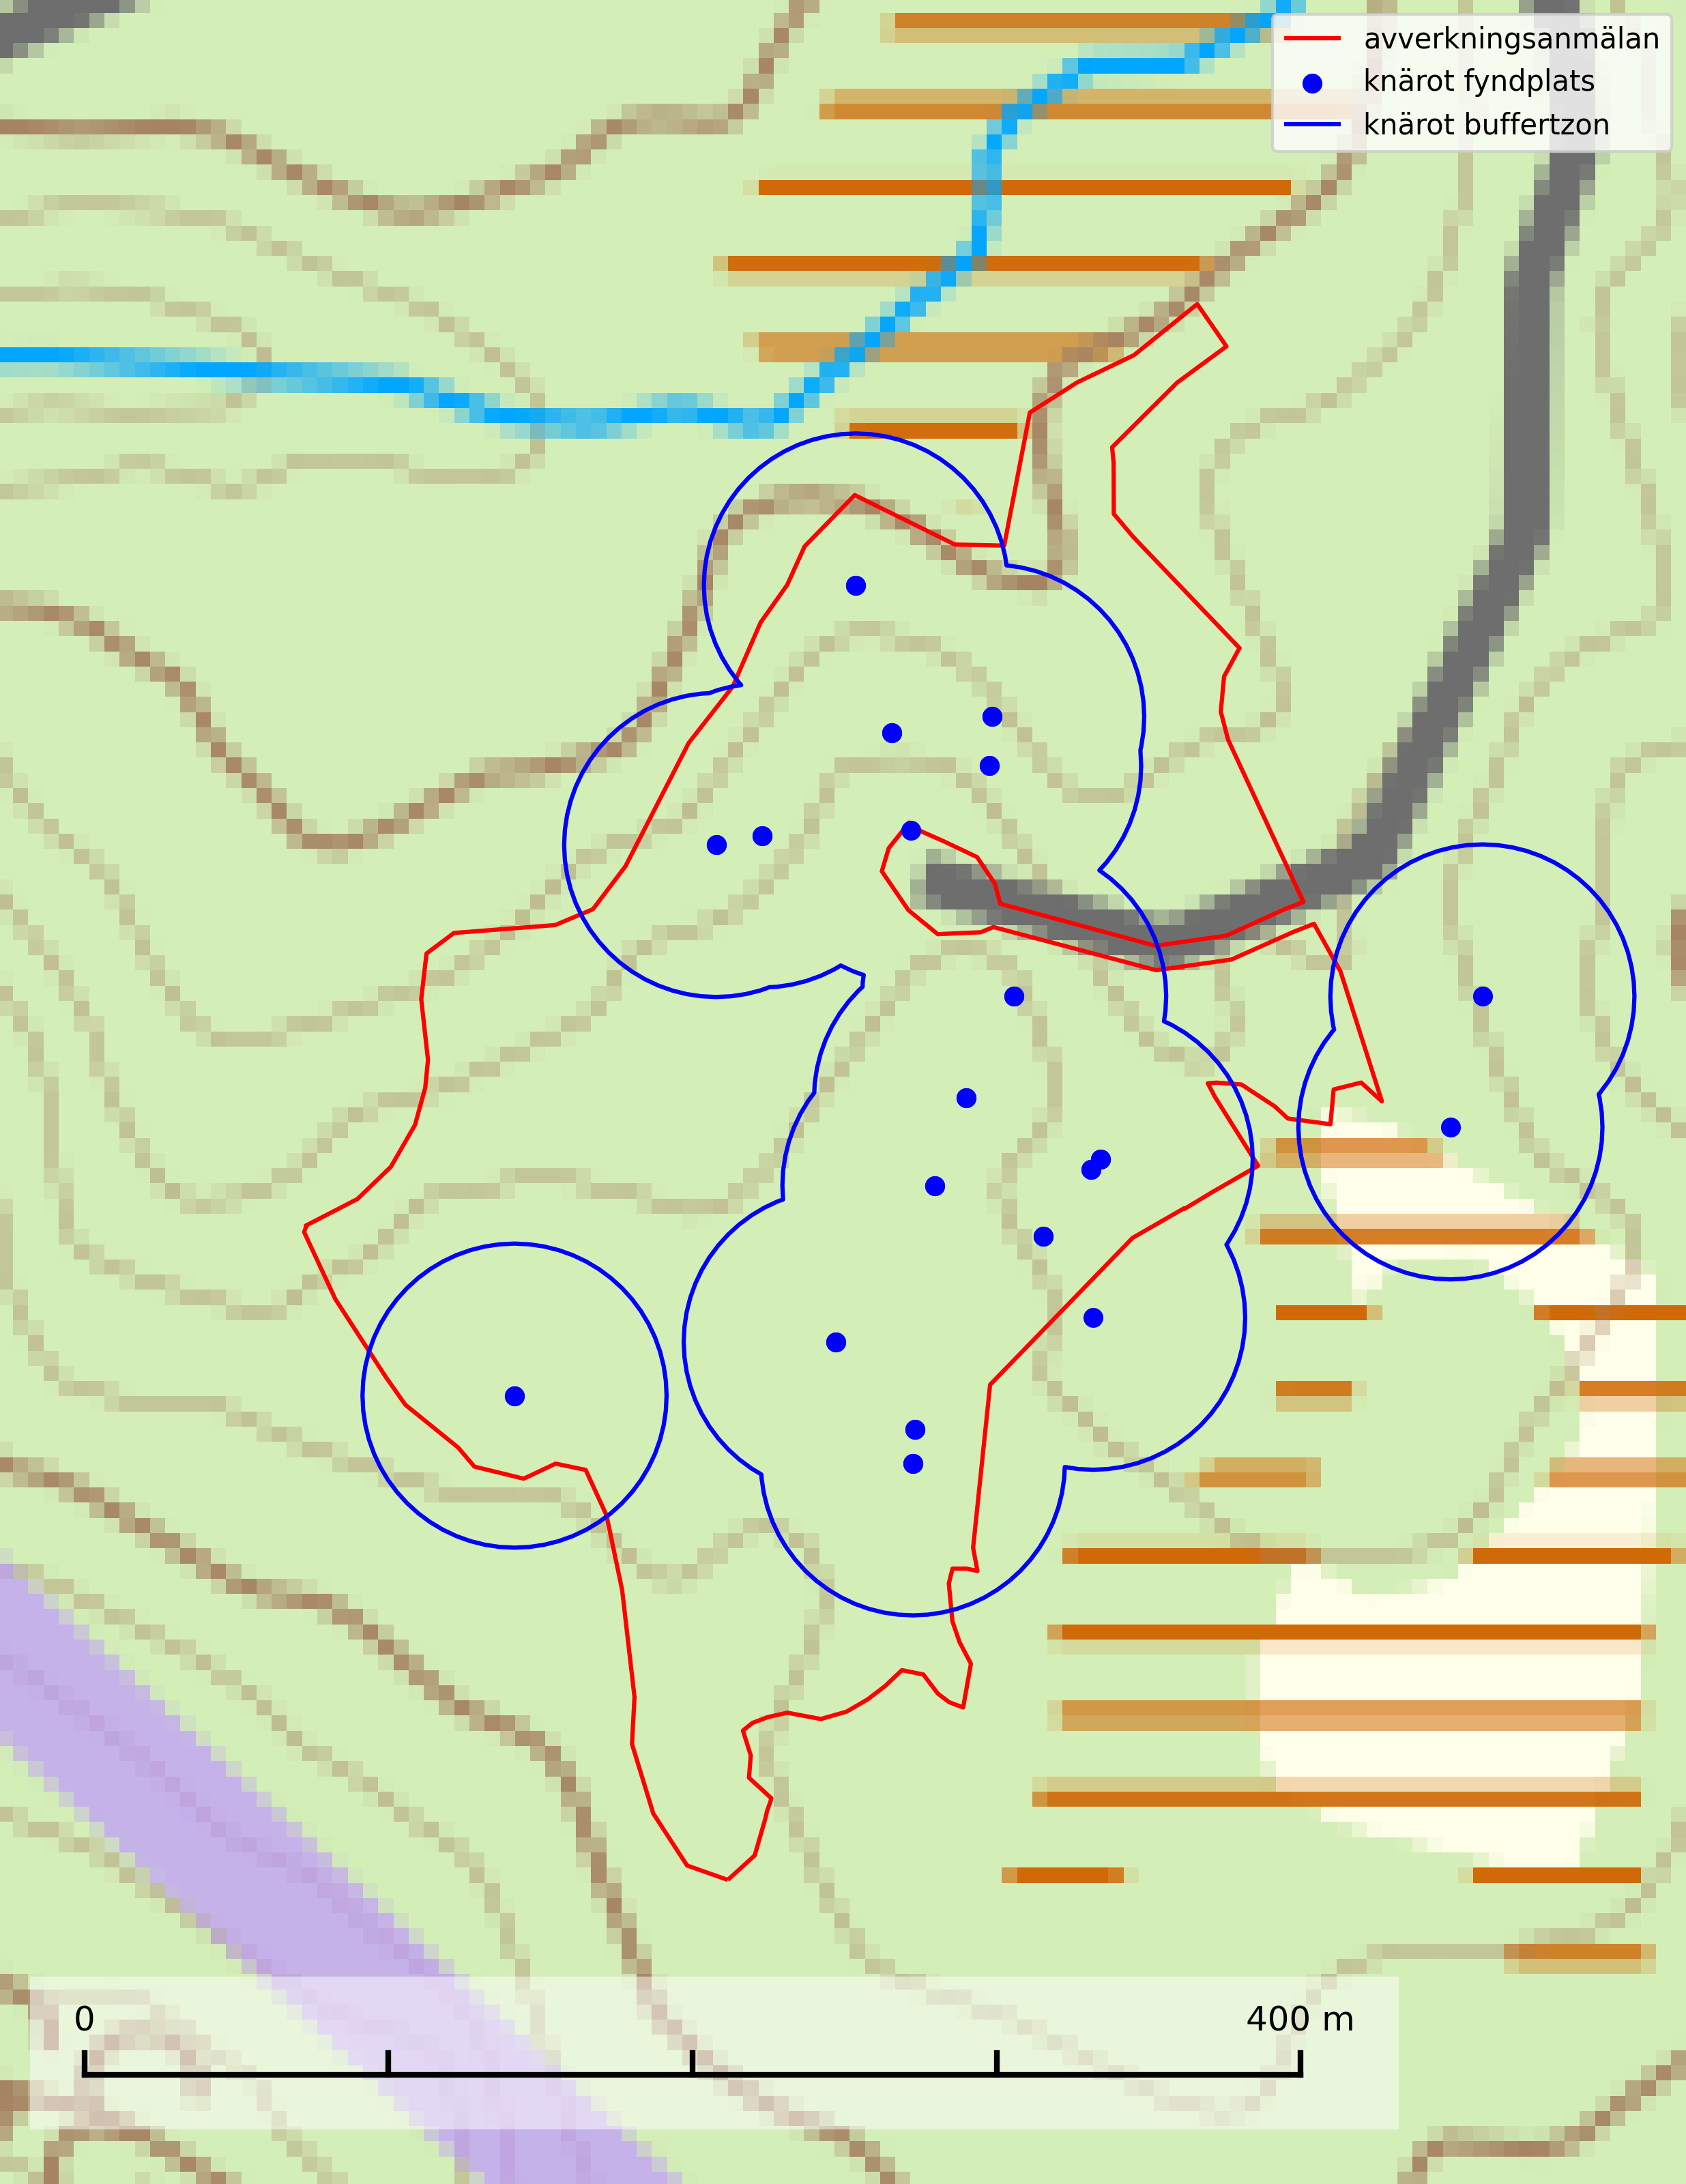 avverkningsanmälan
knärot fyndplats
knärot buffertzon
0
400 m